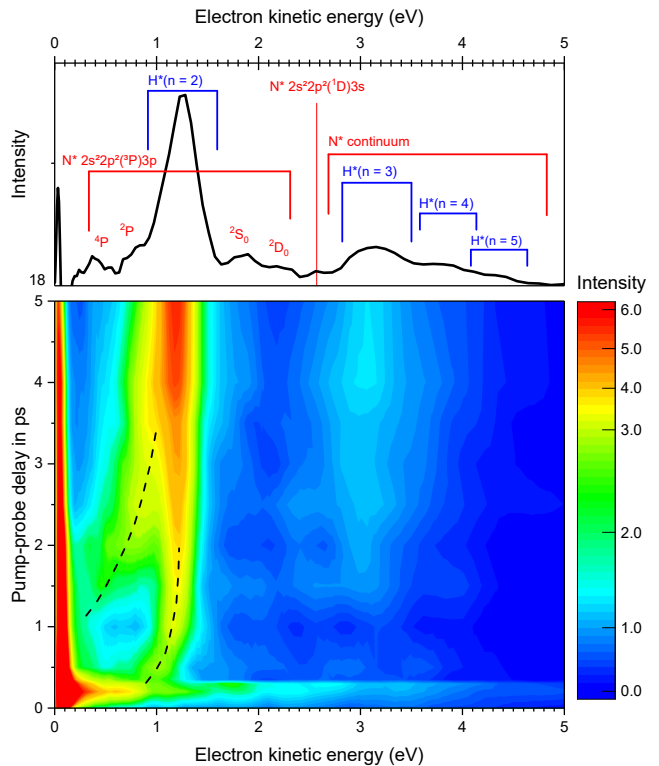 Electron kinetic energy (eV)
0 1 2 3 4 5
Intensity
18
H*(n = 2)
N* 2s²2p²(¹D)3s
N* 2s²2p²(³P)3p
N* continuum
H*(n = 3)
H*(n = 4)
H*(n = 5)
⁴P
²P
²S₀
²D₀
Pump-probe delay in ps
5
4
3
2
1
0
0 1 2 3 4 5
Electron kinetic energy (eV)
Intensity
6.0
5.0
4.0
3.0
2.0
1.0
0.0